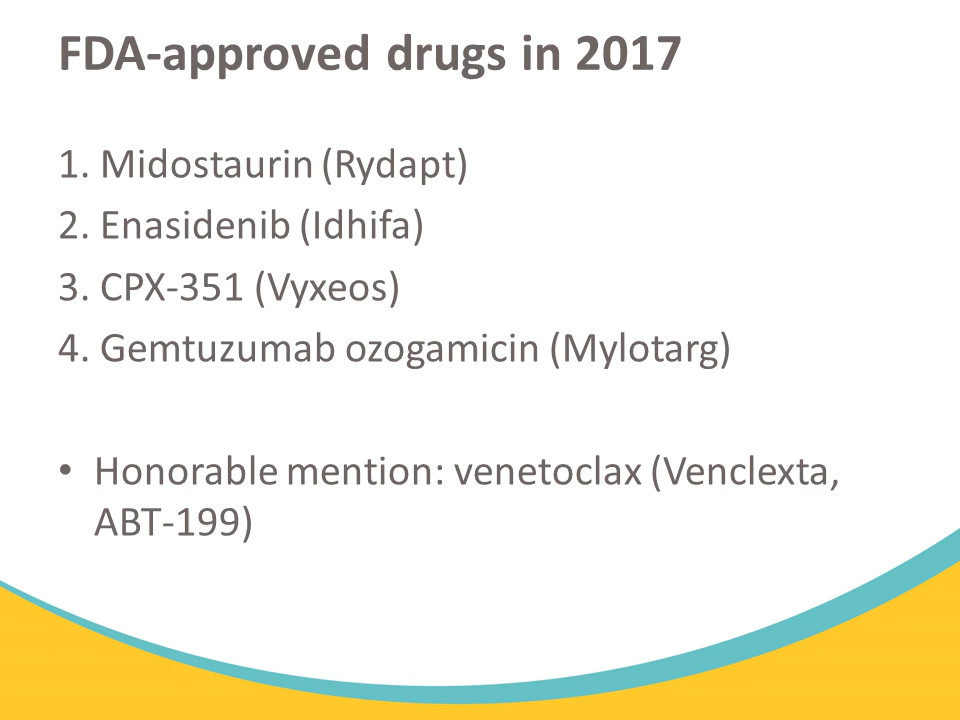 FDA-approved drugs in 2017
1. Midostaurin (Rydapt)
2. Enasidenib (Idhifa)
3. CPX-351 (Vyxeos)
4. Gemtuzumab ozogamicin (Mylotarg)
• Honorable mention: venetoclax (Venclexta,
ABT-199)